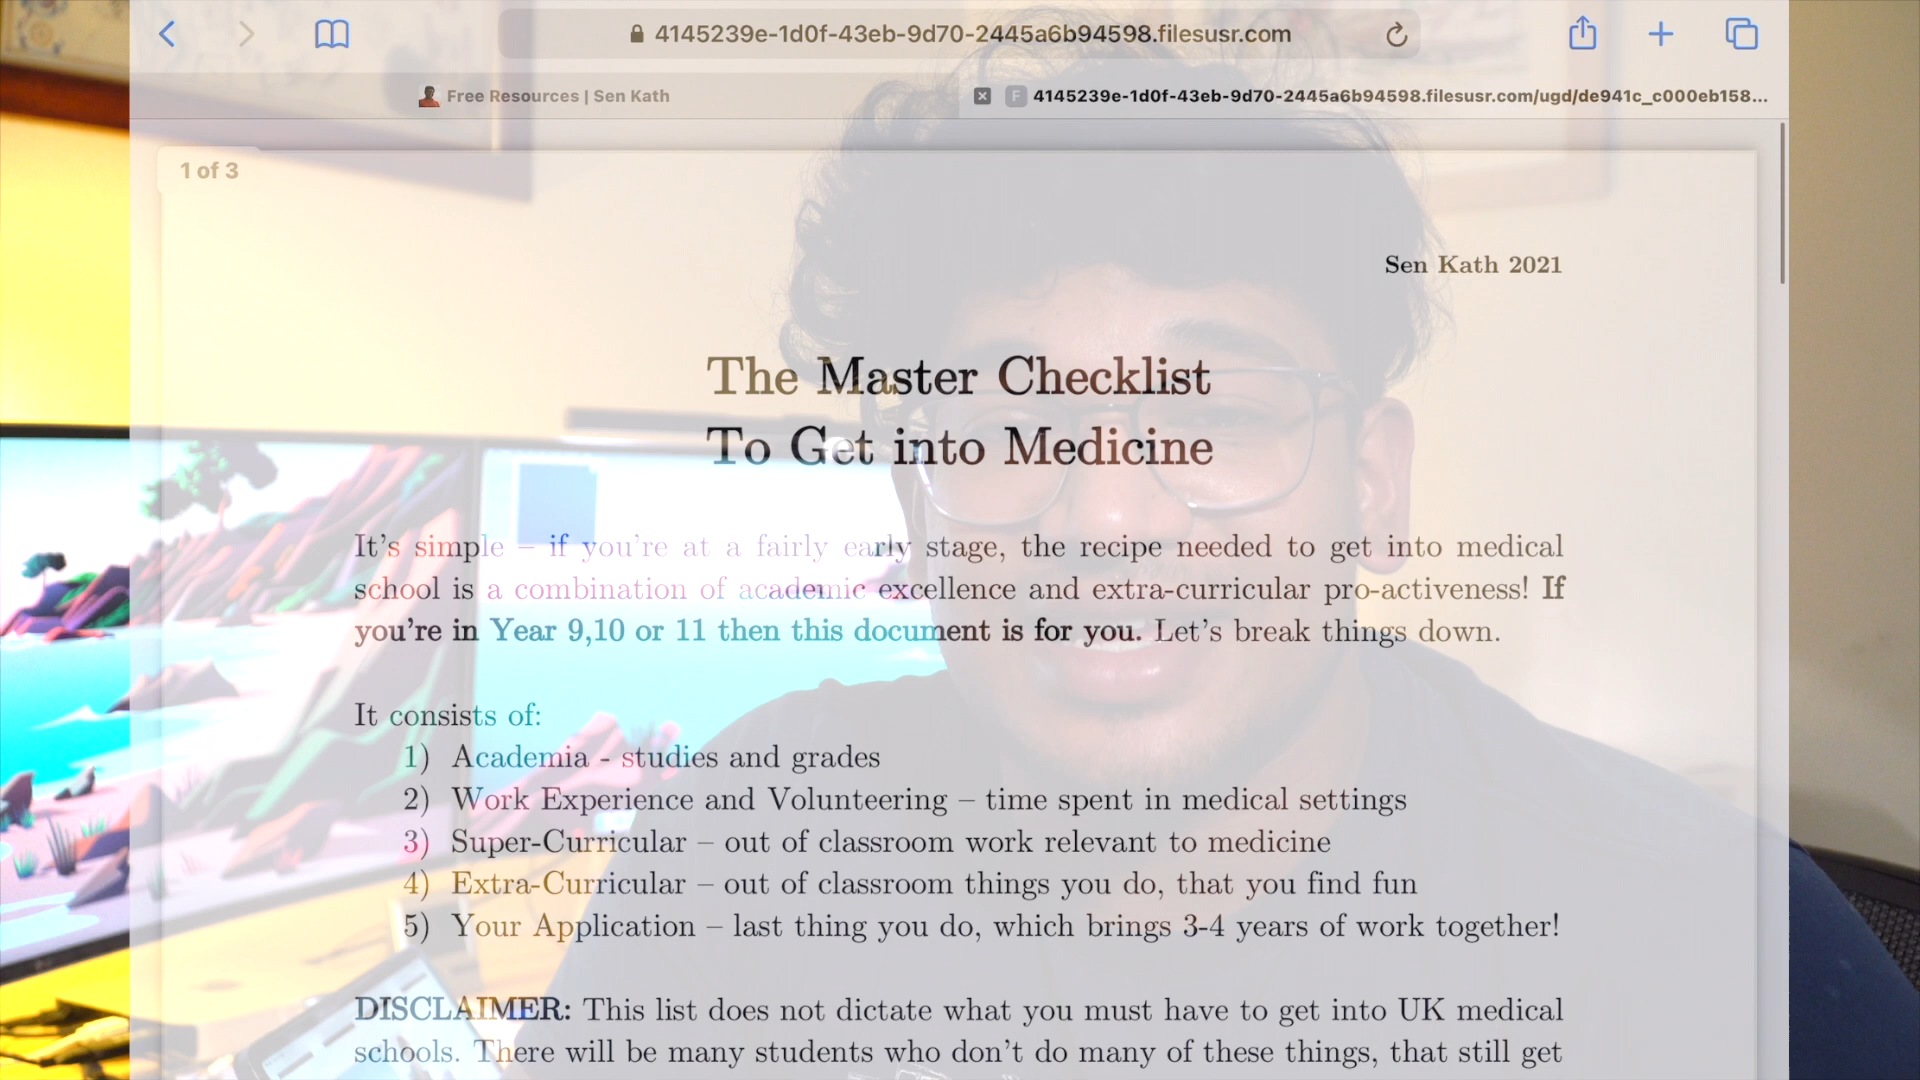 4145239e-1d0f-43eb-9d70-2445a6b94598.filesusr.com
Free Resources | Sen Kath
F 4145239e-1d0f-43eb-9d70-2445a6b94598.filesusr.com/ugd/de941c_c000eb158...
1 of 3
Sen Kath 2021
The Master Checklist
To Get into Medicine
It's simple – if you're at a fairly early stage, the recipe needed to get into medical
school is a combination of academic excellence and extra-curricular pro-activeness! If
you're in Year 9,10 or 11 then this document is for you. Let's break things down.
It consists of:
1) Academia - studies and grades
2) Work Experience and Volunteering – time spent in medical settings
3) Super-Curricular – out of classroom work relevant to medicine
4) Extra-Curricular – out of classroom things you do, that you find fun
5) Your Application – last thing you do, which brings 3-4 years of work together!
DISCLAIMER: This list does not dictate what you must have to get into UK medical
schools. There will be many students who don't do many of these things, that still get